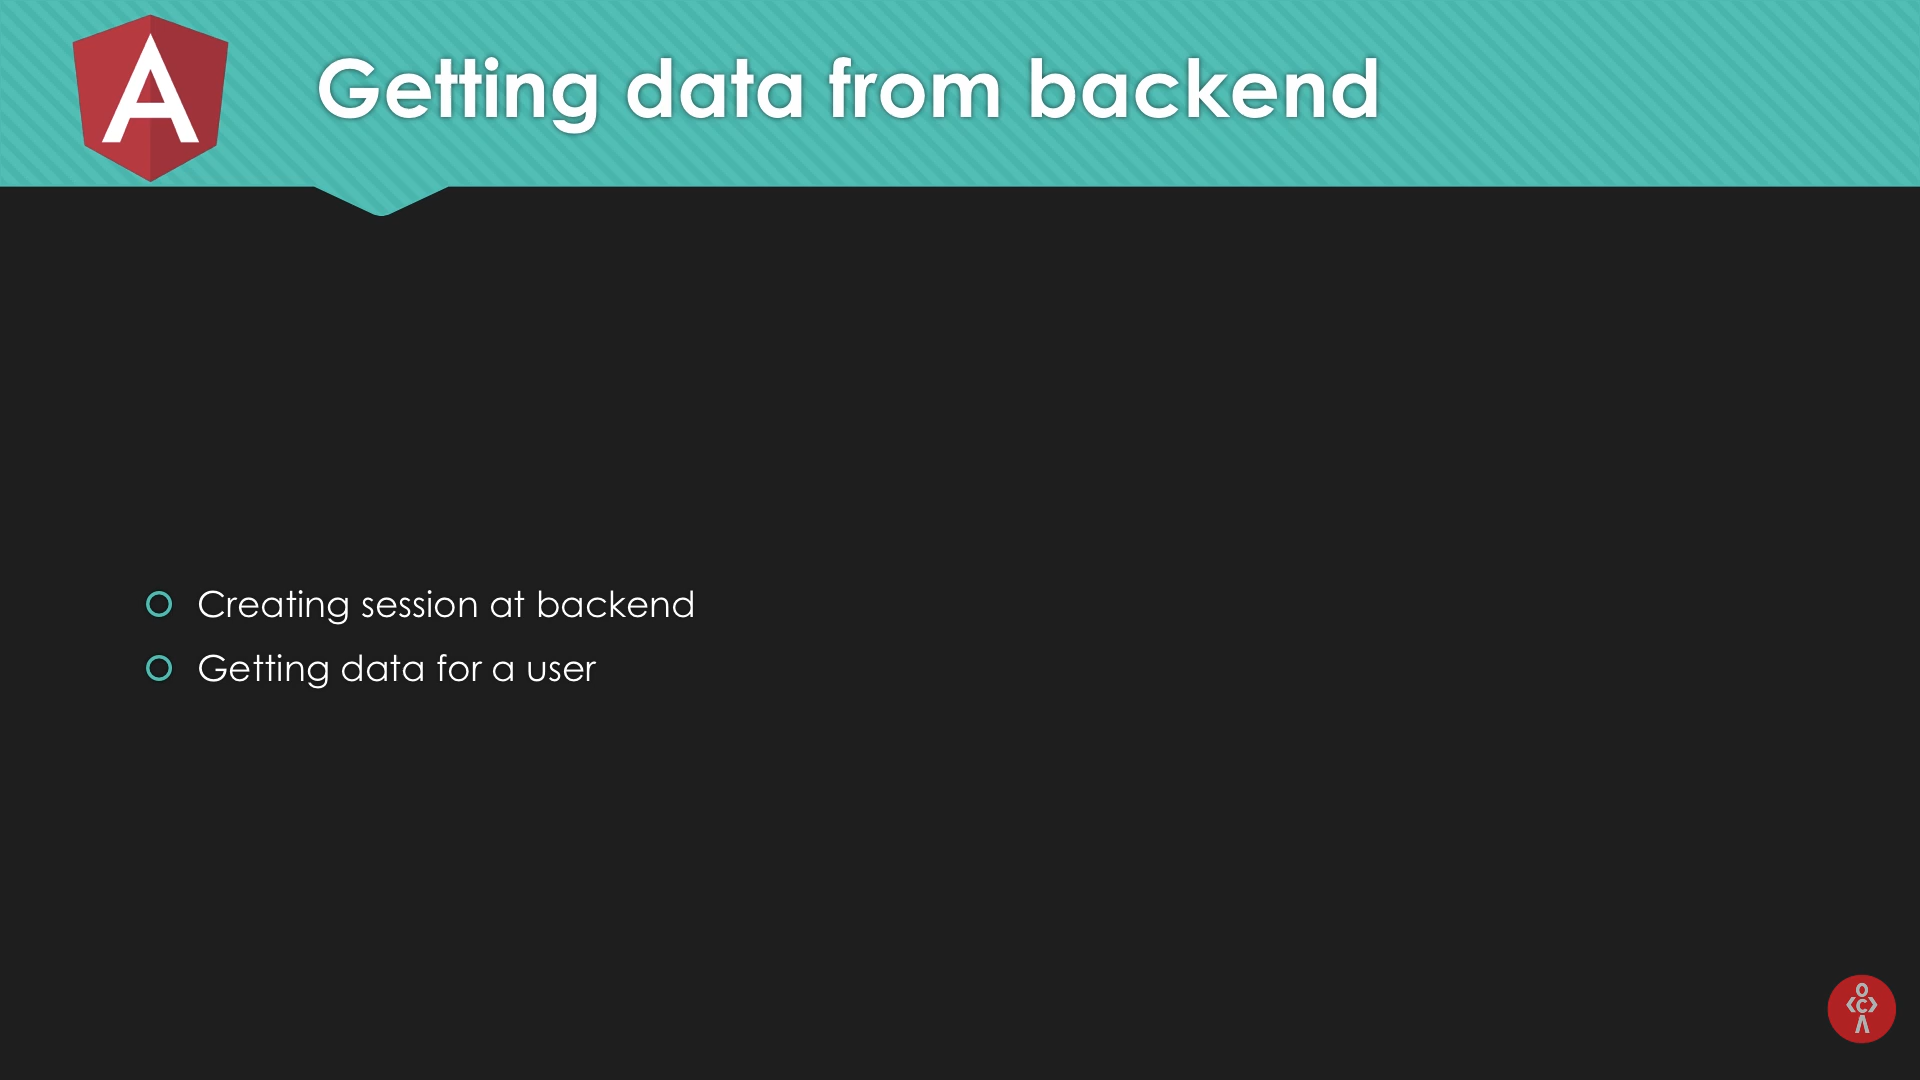 Getting data from backend
Creating session at backend
Getting data for a user